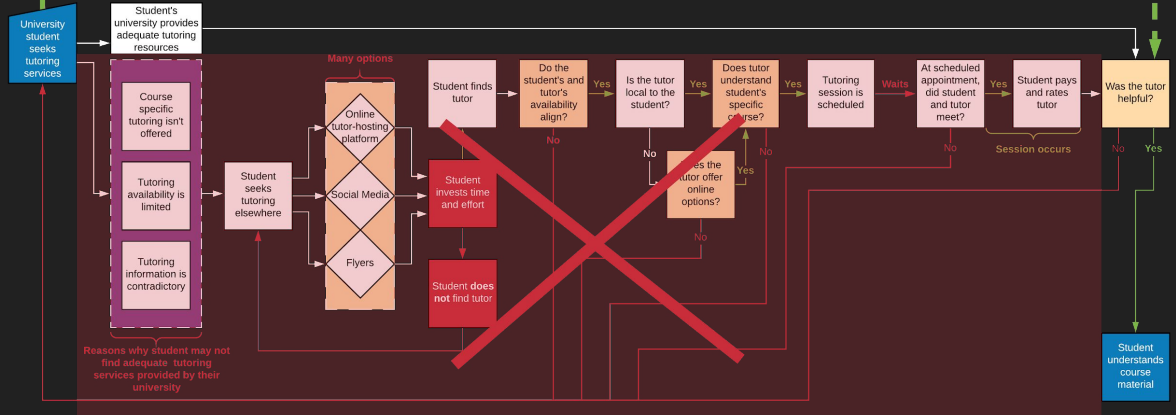 University
student
seeks
tutoring
services
Student's
university provides
adequate tutoring
resources
Course
specific
tutoring isn't
offered
Tutoring
availability is
limited
Tutoring
information is
contradictory
Reasons why student may not
find adequate tutoring
services provided by their
university
Student
seeks
tutoring
elsewhere
Many options
Online
tutor-hosting
platform
Social Media
Flyers
Student finds
tutor
Student
invests time
and effort
Student does
not find tutor
Do the
student's and
tutor's
availability
align?
No
Yes
Is the tutor
local to the
student?
No
the
tutor offer
online
options?
Yes
No
Yes
Does tutor
understand
student's
specific
course?
No
Yes
Tutoring
session is
scheduled
Waits
At scheduled
appointment,
did student
and tutor
meet?
No
Yes
Student pays
and rates
tutor
Session occurs
Was the tutor
helpful?
No
Yes
Student
understands
course
material